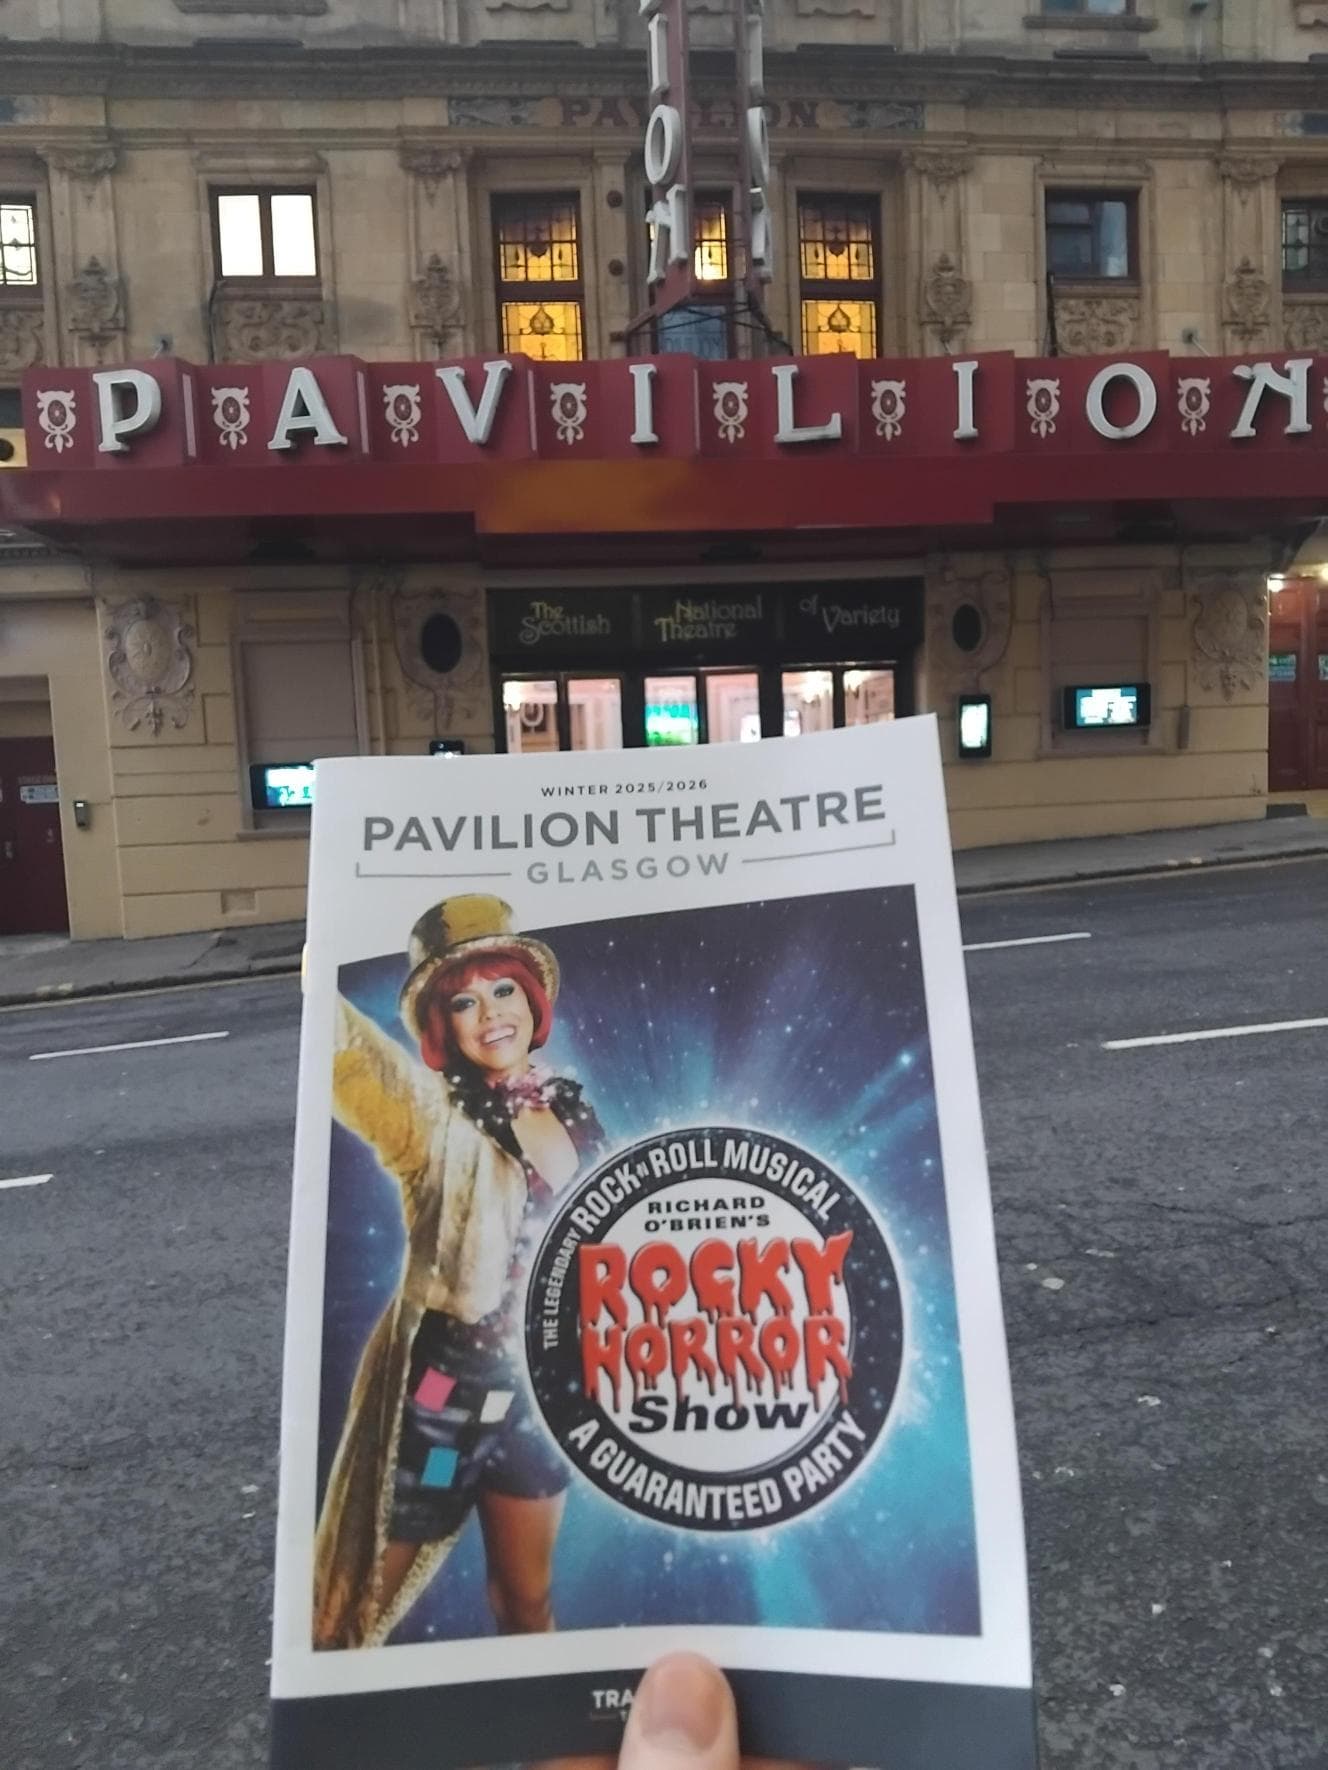 ION
PAVILION
PAVILION
The Scottish National Theatre of Variety
WINTER 2025/2026
PAVILION THEATRE
GLASGOW
THE LEGENDARY ROCK N ROLL MUSICAL
RICHARD
O'BRIEN'S
ROCKY
HORROR
Show
A GUARANTEED PARTY